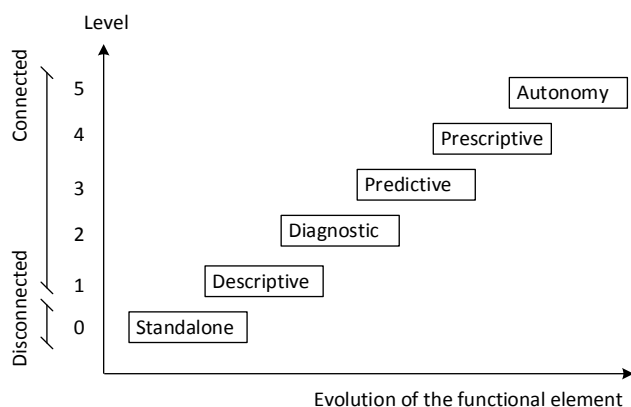 Level
Connected
5
Autonomy
4
Prescriptive
3
Predictive
2
Diagnostic
1
Descriptive
Disconnected
0
Standalone
Evolution of the functional element